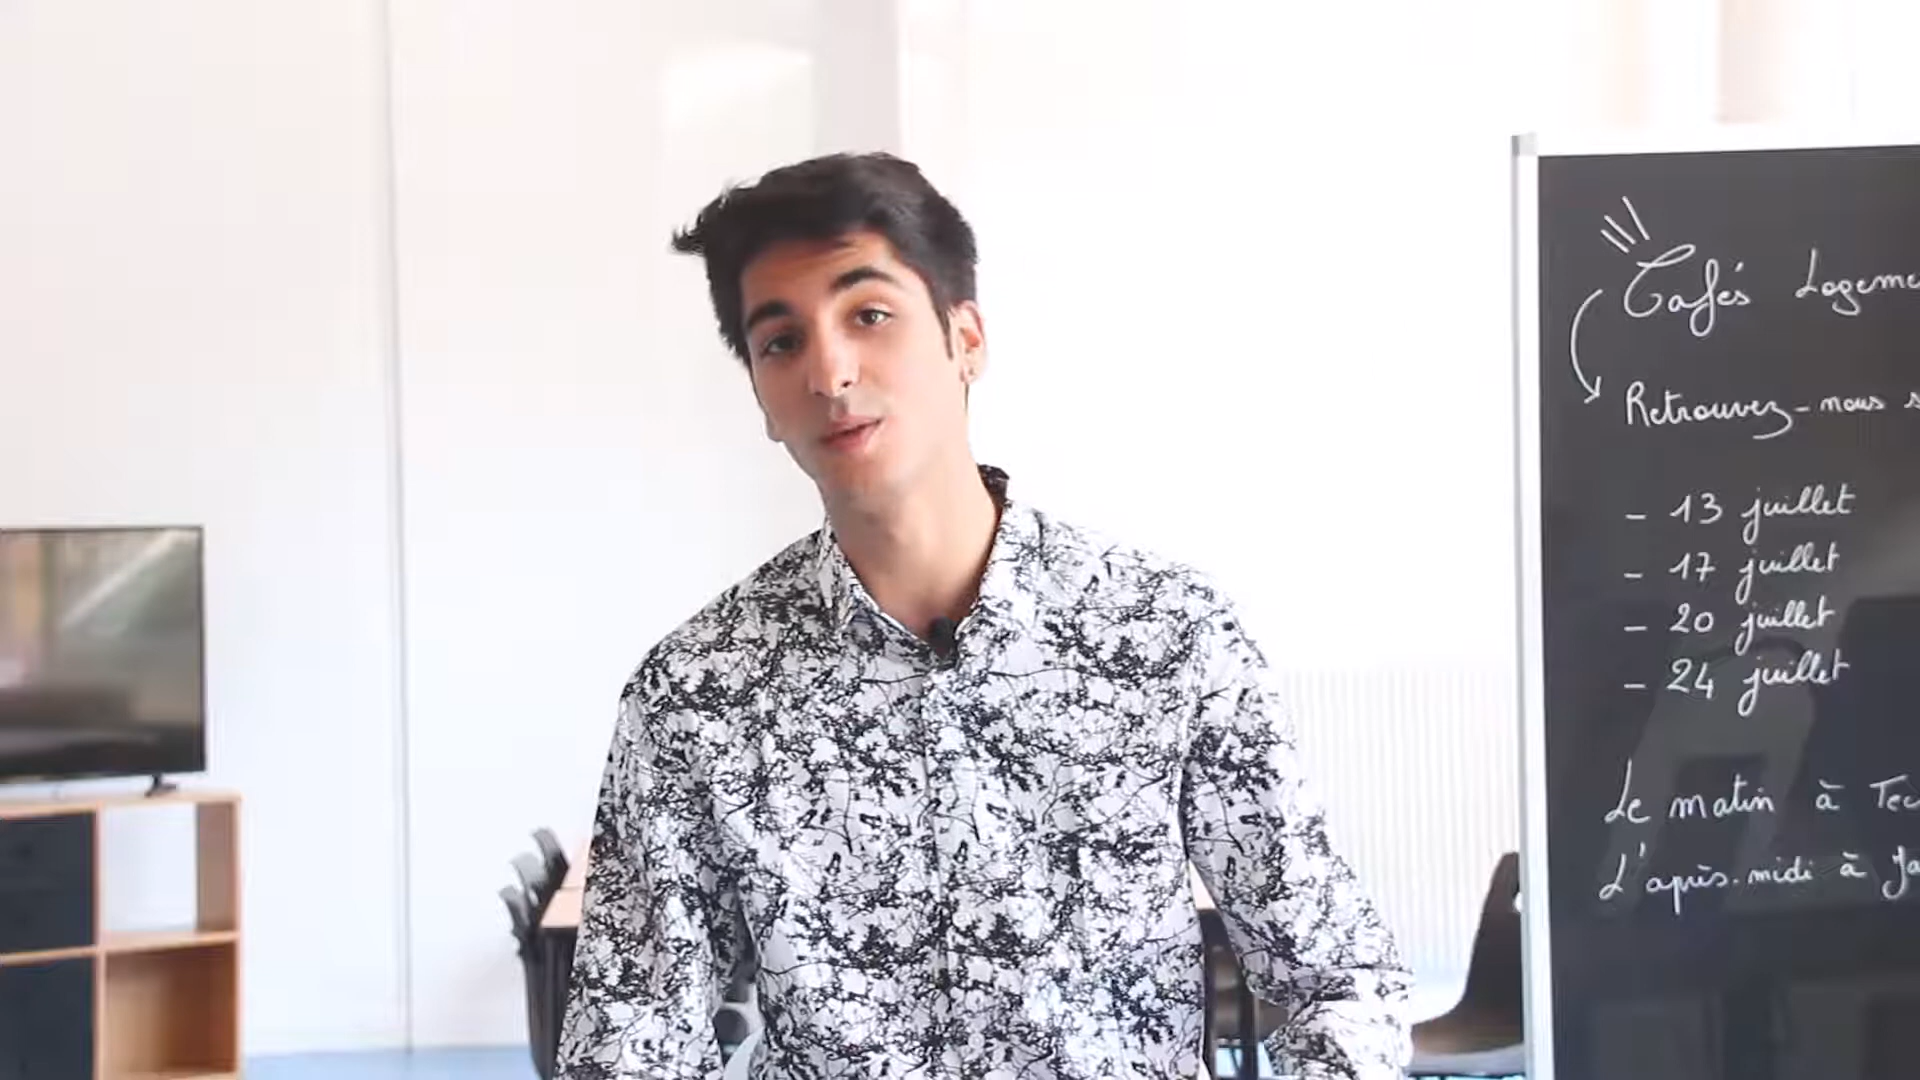 Cafés
Retrouvez-nous
- 13 juillet
- 17 juillet
- 20 juillet
- 24 juillet
Le matin à
L'après-midi à